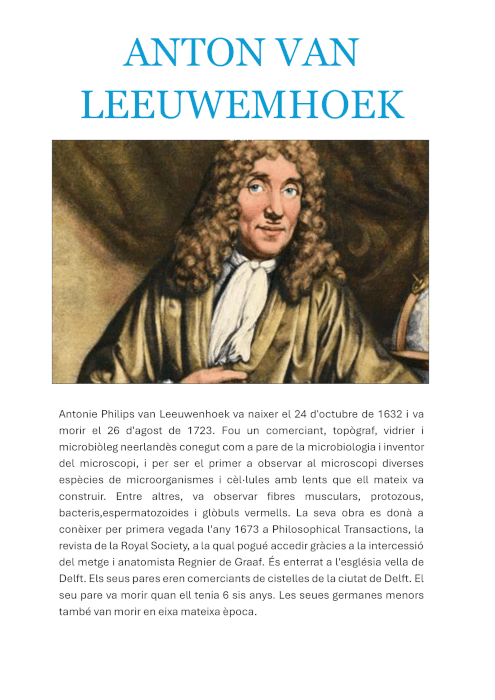 ANTON VAN
LEEUWEMHOEK
Antonie Philips van Leeuwenhoek va naixer el 24 d'octubre de 1632 i va
morir el 26 d'agost de 1723. Fou un comerciant, topògraf, vidrier i
microbiòleg neerlandès conegut com a pare de la microbiologia i inventor
del microscopi, i per ser el primer a observar al microscopi diverses
espècies de microorganismes i cèl·lules amb lents que ell mateix va
construir. Entre altres, va observar fibres musculars, protozous,
bacteris,espermatozoides i glòbuls vermells. La seva obra es donà a
conèixer per primera vegada l'any 1673 a Philosophical Transactions, la
revista de la Royal Society, a la qual pogué accedir gràcies a la intercessió
del metge i anatomista Regnier de Graaf. És enterrat a l'església vella de
Delft. Els seus pares eren comerciants de cistelles de la ciutat de Delft. El
seu pare va morir quan ell tenia 6 sis anys. Les seues germanes menors
també van morir en eixa mateixa època.